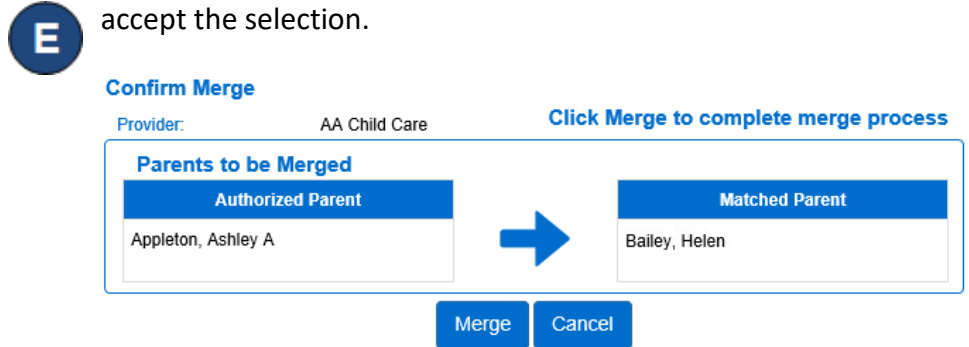 accept the selection.
E
Confirm Merge
Provider: AA Child Care Click Merge to complete merge process
Parents to be Merged
Authorized Parent Matched Parent
Appleton, Ashley A Bailey, Helen
Merge Cancel